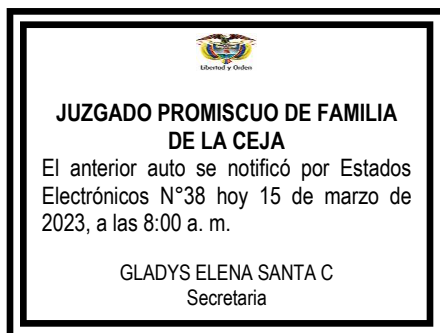 Libertad y Orden
JUZGADO PROMISCUO DE FAMILIA
DE LA CEJA
El anterior auto se notificó por Estados
Electrónicos N°38 hoy 15 de marzo de
2023, a las 8:00 a. m.
GLADYS ELENA SANTA C
Secretaria